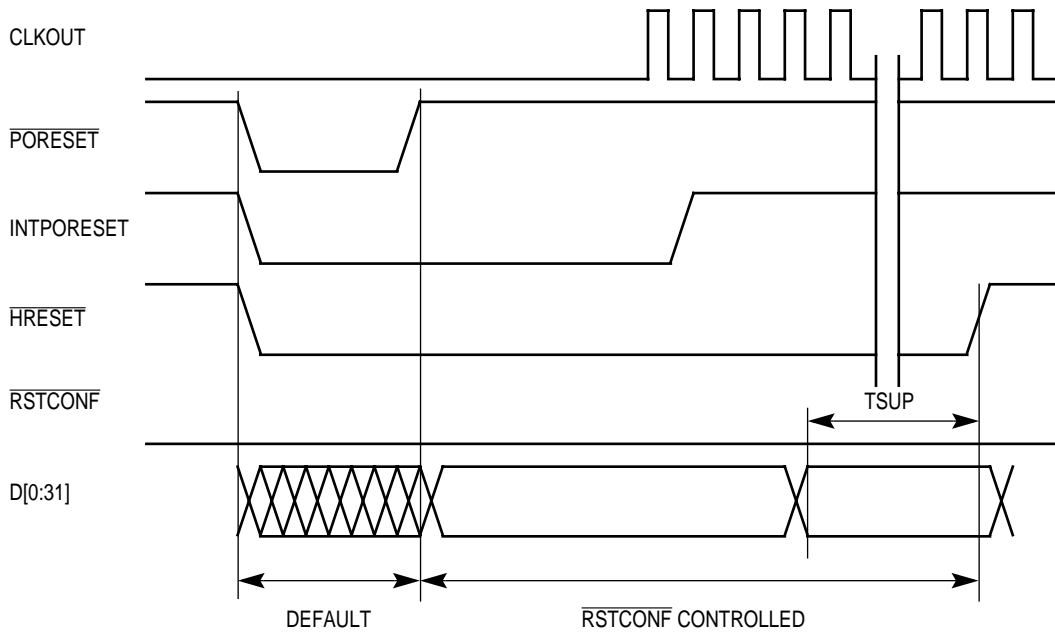 CLKOUT
PORESET
INTPORESET
HRESET
RSTCONF
TSUP
D[0:31]
DEFAULT
RSTCONF CONTROLLED